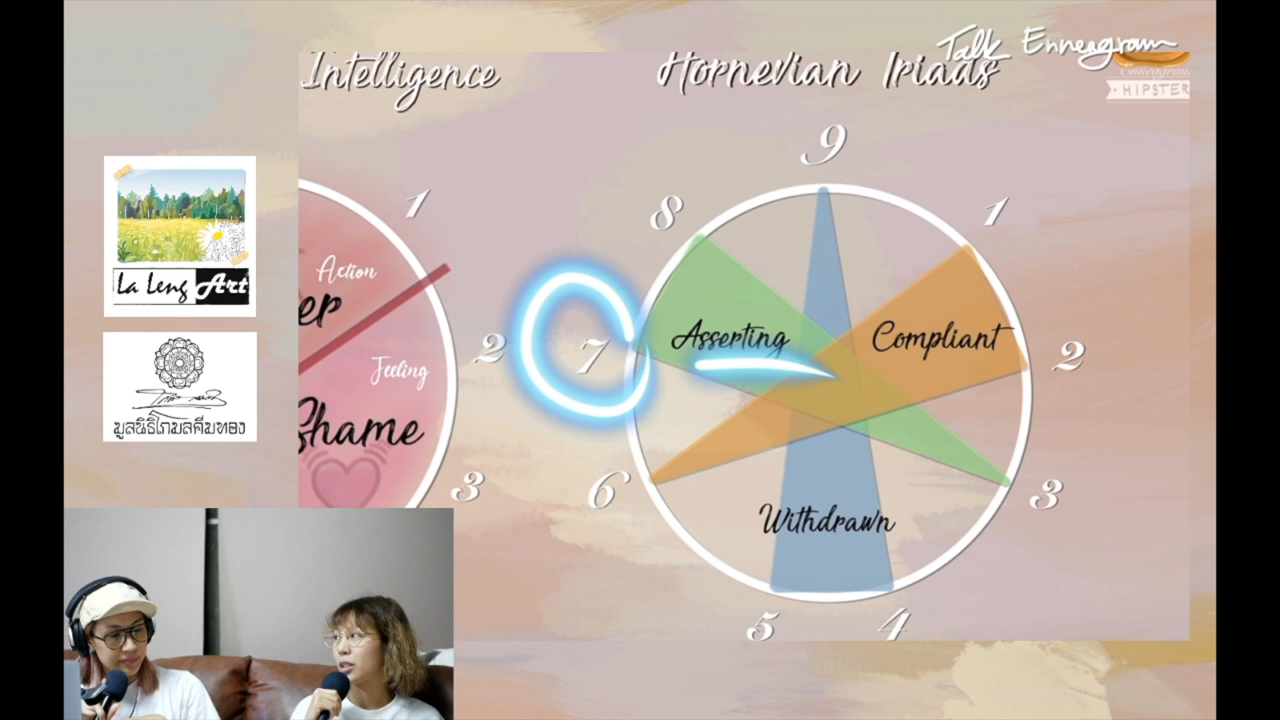 Talk Enneagram
Intelligence
Hornevian Triads
Enneagram
HIPSTER
9
8
1
1
Action
Asserting
Compliant
7
2
2
Feeling
La Leng Art
Shame
6
3
3
Withdrawn
5
4
มูลนิธิโกมลคีมทอง